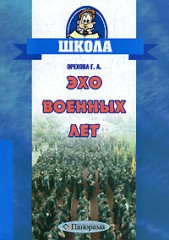 ШКОЛА
ОРЕХОВА Г. А.
ЭХО
ВОЕННЫХ
ЛЕТ
Панорама